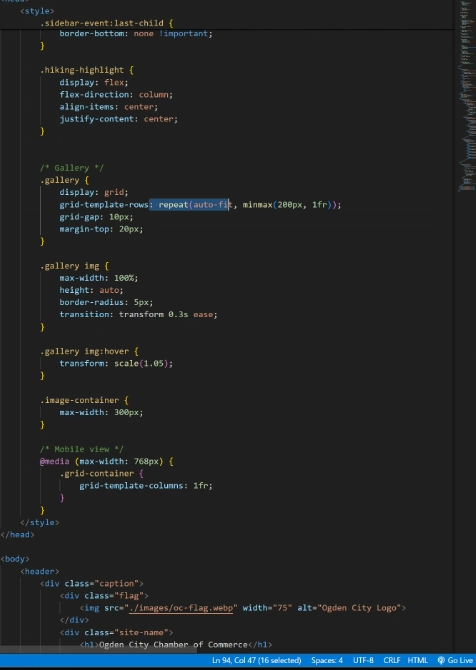 <style>
.sidebar-event:last-child {
border-bottom: none !important;
}
.hiking-highlight {
display: flex;
flex-direction: column;
align-items: center;
justify-content: center;
}
/* Gallery */
.gallery {
display: grid;
grid-template-rows: repeat(auto-fit, minmax(200px, 1fr));
grid-gap: 10px;
margin-top: 20px;
}
.gallery img {
max-width: 100%;
height: auto;
border-radius: 5px;
transition: transform 0.3s ease;
}
.gallery img:hover {
transform: scale(1.05);
}
.image-container {
max-width: 300px;
}
/* Mobile view */
@media (max-width: 768px) {
.grid-container {
grid-template-columns: 1fr;
}
}
</style>
</head>
<body>
<header>
<div class="caption">
<div class="flag">
<img src="./images/oc-flag.webp" width="75" alt="Ogden City Logo">
</div>
<div class="site-name">
<h1>Ogden City Chamber of Commerce</h1>
Ln 94, Col 47 (16 selected) Spaces: 4 UTF-8 CRLF HTML Go Live